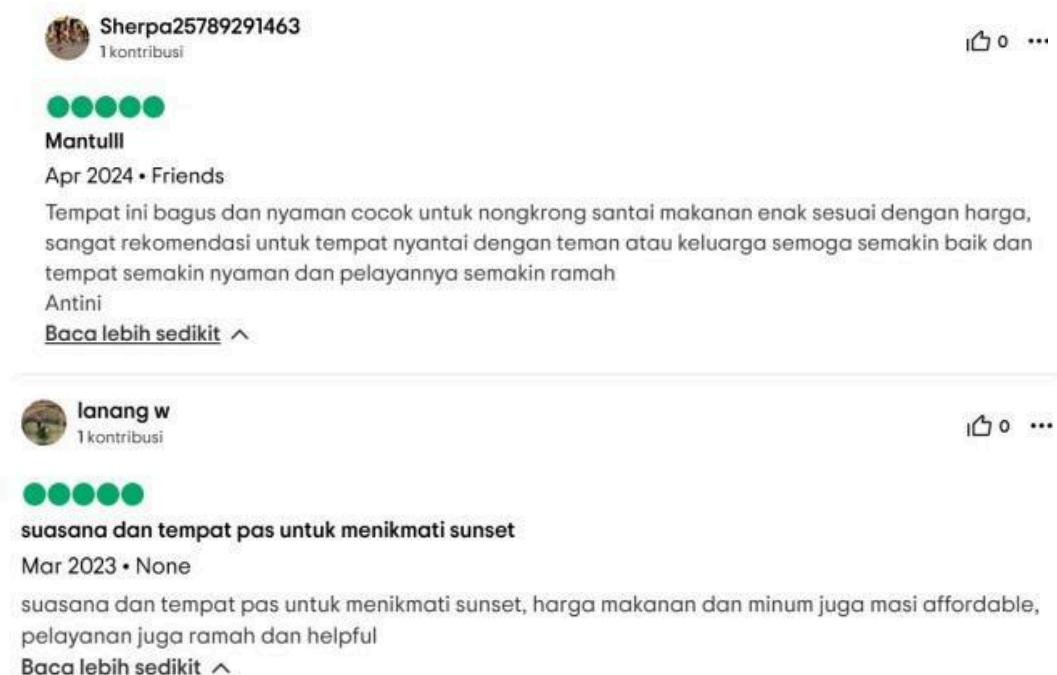 Sherpa25789291463
1 kontribusi
0
Mantulll
Apr 2024 • Friends
Tempat ini bagus dan nyaman cocok untuk nongkrong santai makanan enak sesuai dengan harga,
sangat rekomendasi untuk tempat nyantai dengan teman atau keluarga semoga semakin baik dan
tempat semakin nyaman dan pelayannya semakin ramah
Antini
Baca lebih sedikit
lanang w
1 kontribusi
0
suasana dan tempat pas untuk menikmati sunset
Mar 2023 • None
suasana dan tempat pas untuk menikmati sunset, harga makanan dan minum juga masi affordable,
pelayanan juga ramah dan helpful
Baca lebih sedikit